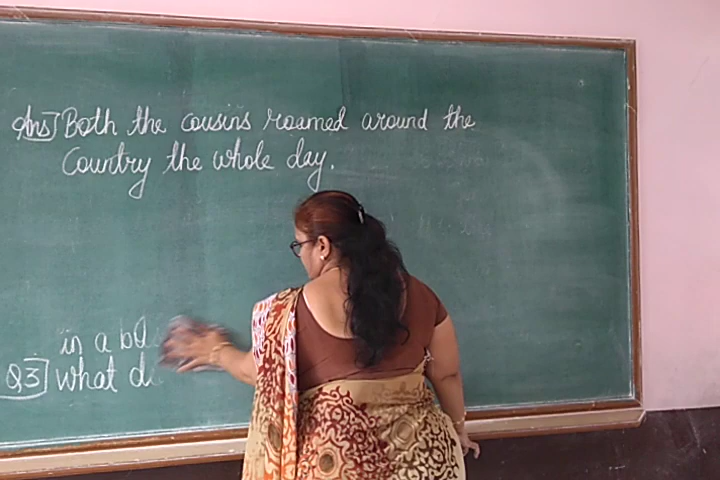 Ans] Both the cousins roamed around the
Country the whole day.
in a
Q3] what